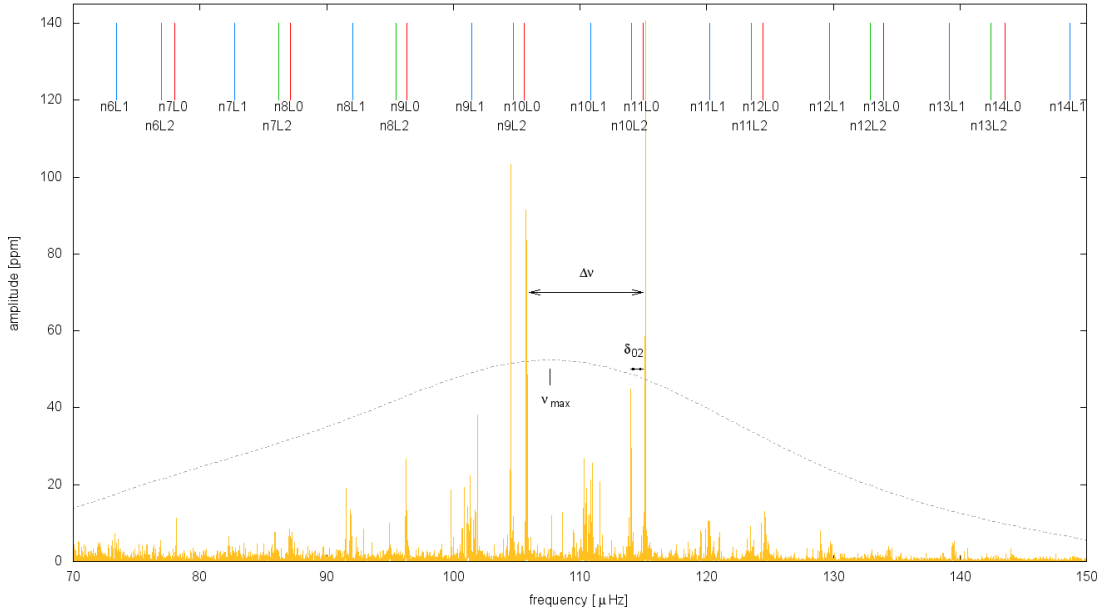 140
120
100
80
60
40
20
0
amplitude [ppm]
n6L1 n7L0 n7L1 n8L0 n8L1 n9L0 n9L1 n10L0 n10L1 n11L0 n11L1 n12L0 n12L1 n13L0 n13L1 n14L0 n14L1
n6L2 n7L2 n8L2 n9L2 n10L2 n11L2 n12L2 n13L2
Δν
δ02
νmax
70 80 90 100 110 120 130 140 150
frequency [ μ Hz]